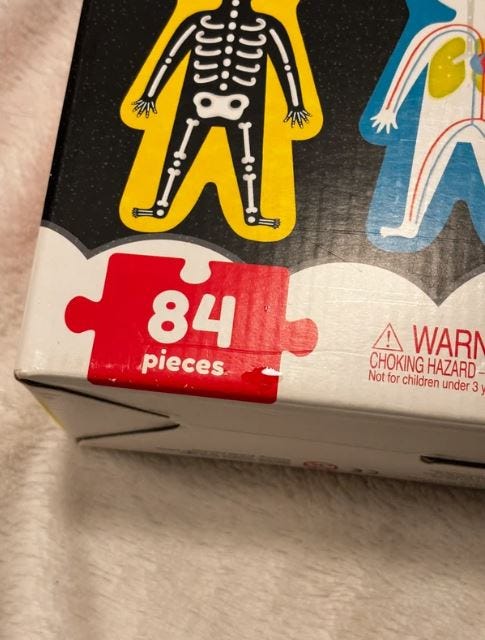 84
pieces
WARN
CHOKING HAZARD -
Not for children under 3 y